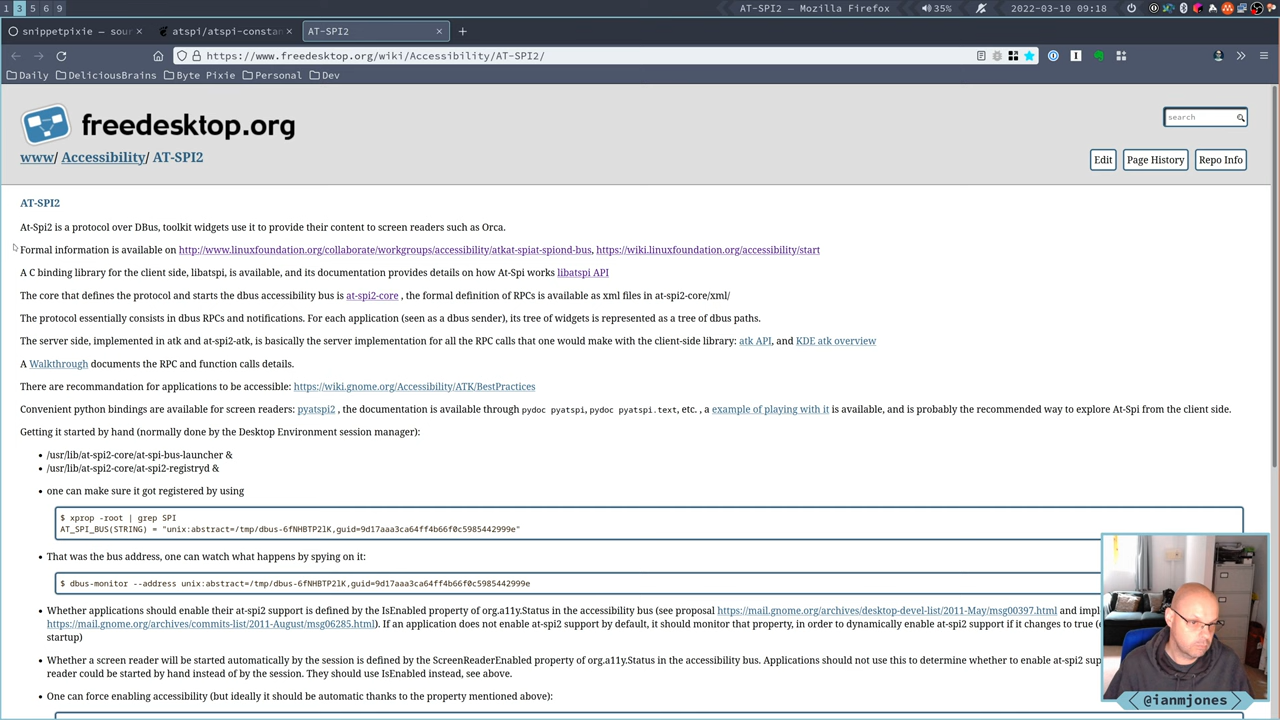 1 3 5 6 9 AT-SPI2 — Mozilla Firefox 35% 2022-03-10 09:18
snippetpixie — sour × atspi/atspi-constan × AT-SPI2 × +
https://www.freedesktop.org/wiki/Accessibility/AT-SPI2/
Daily DeliciousBrains Byte Pixie Personal Dev
freedesktop.org
search
www/ Accessibility/ AT-SPI2
Edit Page History Repo Info
AT-SPI2
At-Spi2 is a protocol over DBus, toolkit widgets use it to provide their content to screen readers such as Orca.
Formal information is available on http://www.linuxfoundation.org/collaborate/workgroups/accessibility/atkat-spiat-spiond-bus, https://wiki.linuxfoundation.org/accessibility/start
A C binding library for the client side, libatspi, is available, and its documentation provides details on how At-Spi works libatspi API
The core that defines the protocol and starts the dbus accessibility bus is at-spi2-core , the formal definition of RPCs is available as xml files in at-spi2-core/xml/
The protocol essentially consists in dbus RPCs and notifications. For each application (seen as a dbus sender), its tree of widgets is represented as a tree of dbus paths.
The server side, implemented in atk and at-spi2-atk, is basically the server implementation for all the RPC calls that one would make with the client-side library: atk API, and KDE atk overview
A Walkthrough documents the RPC and function calls details.
There are recommandation for applications to be accessible: https://wiki.gnome.org/Accessibility/ATK/BestPractices
Convenient python bindings are available for screen readers: pyatspi2 , the documentation is available through pydoc pyatspi, pydoc pyatspi.text, etc. , a example of playing with it is available, and is probably the recommended way to explore At-Spi from the client side.
Getting it started by hand (normally done by the Desktop Environment session manager):
• /usr/lib/at-spi2-core/at-spi-bus-launcher &
• /usr/lib/at-spi2-core/at-spi2-registryd &
• one can make sure it got registered by using
$ xprop -root | grep SPI
AT_SPI_BUS(STRING) = "unix:abstract=/tmp/dbus-6fNHBTP2lK,guid=9d17aaa3ca64ff4b66f0c5985442999e"
• That was the bus address, one can watch what happens by spying on it:
$ dbus-monitor --address unix:abstract=/tmp/dbus-6fNHBTP2lK,guid=9d17aaa3ca64ff4b66f0c5985442999e
• Whether applications should enable their at-spi2 support is defined by the IsEnabled property of org.a11y.Status in the accessibility bus (see proposal https://mail.gnome.org/archives/desktop-devel-list/2011-May/msg00397.html and impl
https://mail.gnome.org/archives/commits-list/2011-August/msg06285.html). If an application does not enable at-spi2 support by default, it should monitor that property, in order to dynamically enable at-spi2 support if it changes to true (
startup)
• Whether a screen reader will be started automatically by the session is defined by the ScreenReaderEnabled property of org.a11y.Status in the accessibility bus. Applications should not use this to determine whether to enable at-spi2 sup
reader could be started by hand instead of by the session. They should use IsEnabled instead, see above.
• One can force enabling accessibility (but ideally it should be automatic thanks to the property mentioned above):
@ianmjones